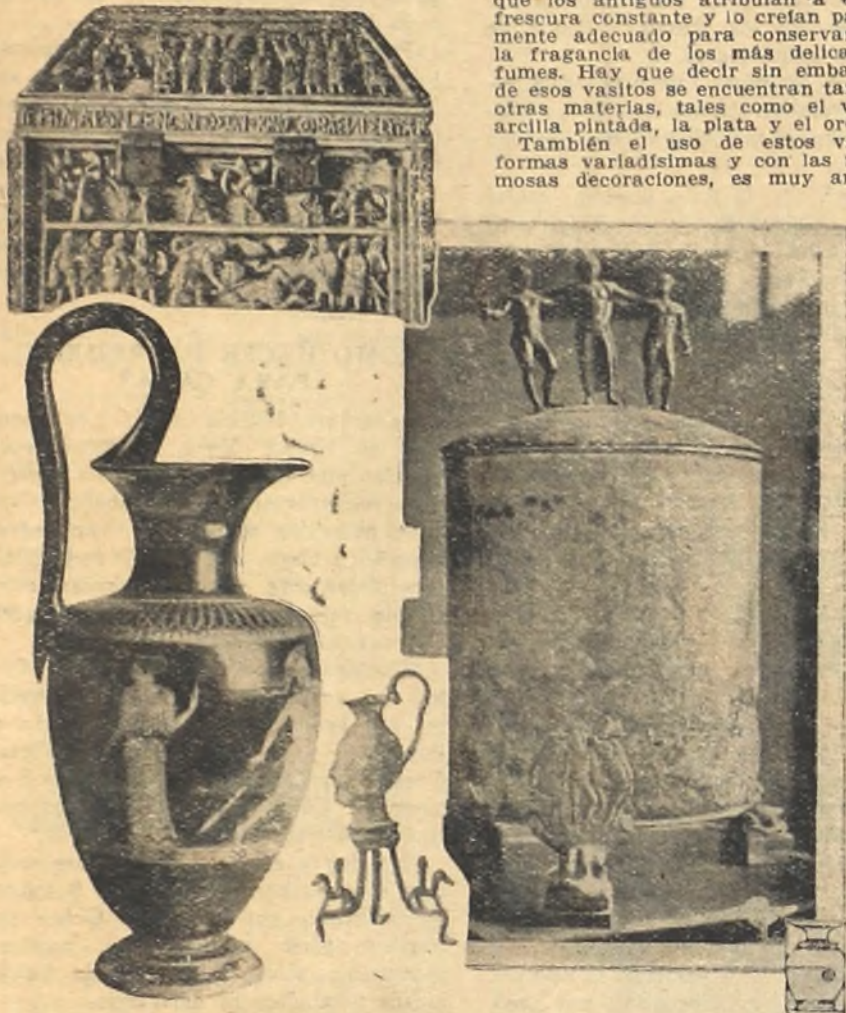 que los antiguos atribuían a
frescura constante y lo creían
mente adecuado para conserva
la fragancia de los más delica
fumes. Hay que decir sin emba
de esos vasitos se encuentran ta
otras materias, tales como el v
arcilla pintada, la plata y el or
También el uso de estos v
formas variadísimas y con las
mosas decoraciones, es muy a